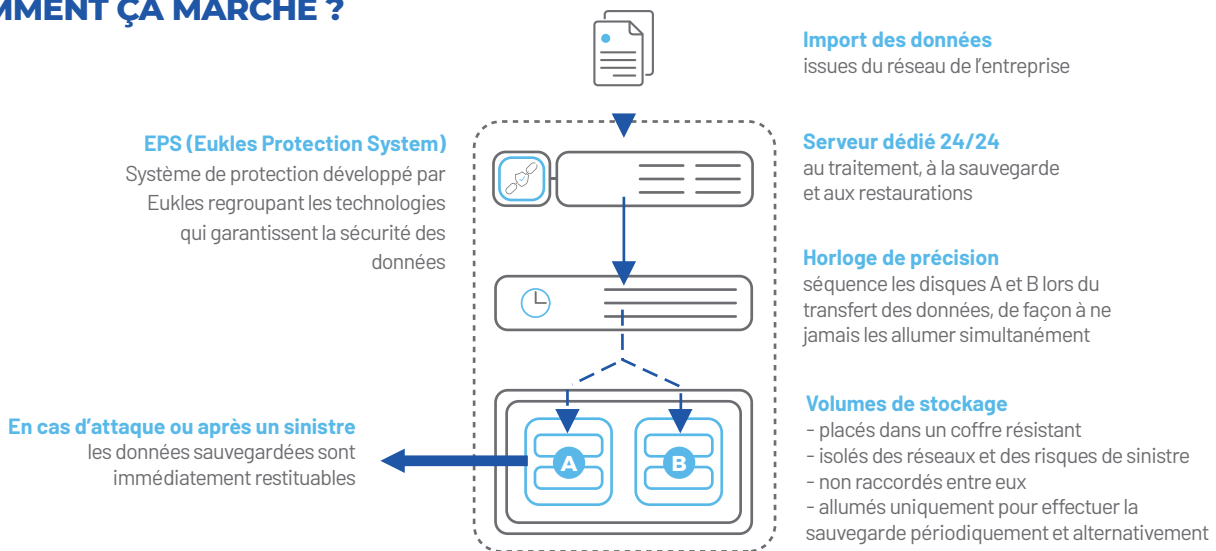 MMENT ÇA MARCHE ?
Import des données
issues du réseau de l'entreprise
EPS (Eukles Protection System)
Système de protection développé par
Eukles regroupant les technologies
qui garantissent la sécurité des
données
Serveur dédié 24/24
au traitement, à la sauvegarde
et aux restaurations
Horloge de précision
séquence les disques A et B lors du
transfert des données, de façon à ne
jamais les allumer simultanément
En cas d'attaque ou après un sinistre
les données sauvegardées sont
immédiatement restituables
A
B
Volumes de stockage
- placés dans un coffre résistant
- isolés des réseaux et des risques de sinistre
- non raccordés entre eux
- allumés uniquement pour effectuer la
sauvegarde périodiquement et alternativement